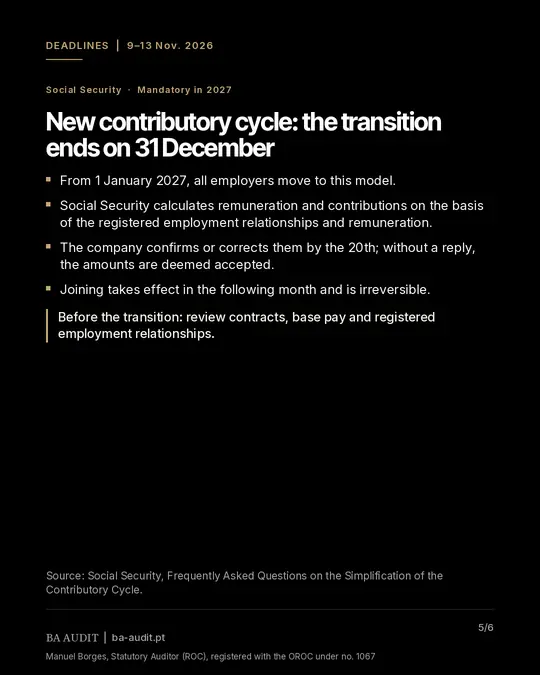 DEADLINES | 9–13 Nov. 2026
Social Security · Mandatory in 2027
New contributory cycle: the transition
ends on 31 December
From 1 January 2027, all employers move to this model.
Social Security calculates remuneration and contributions on the basis
of the registered employment relationships and remuneration.
The company confirms or corrects them by the 20th; without a reply,
the amounts are deemed accepted.
Joining takes effect in the following month and is irreversible.
Before the transition: review contracts, base pay and registered
employment relationships.
Source: Social Security, Frequently Asked Questions on the Simplification of the
Contributory Cycle.
5/6
BA AUDIT | ba-audit.pt
Manuel Borges, Statutory Auditor (ROC), registered with the OROC under no. 1067